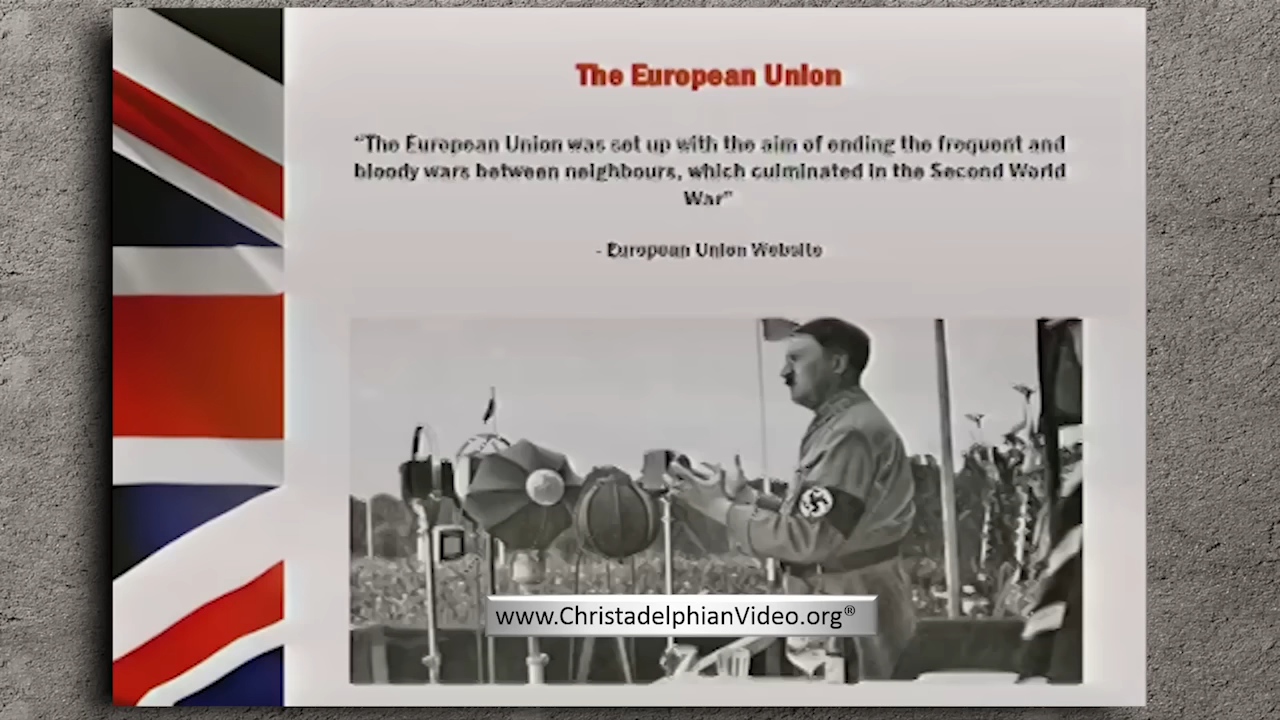 The European Union
“The European Union was set up with the aim of ending the frequent and
bloody wars between neighbours, which culminated in the Second World
War”
- European Union Website
www.ChristadelphianVideo.org®